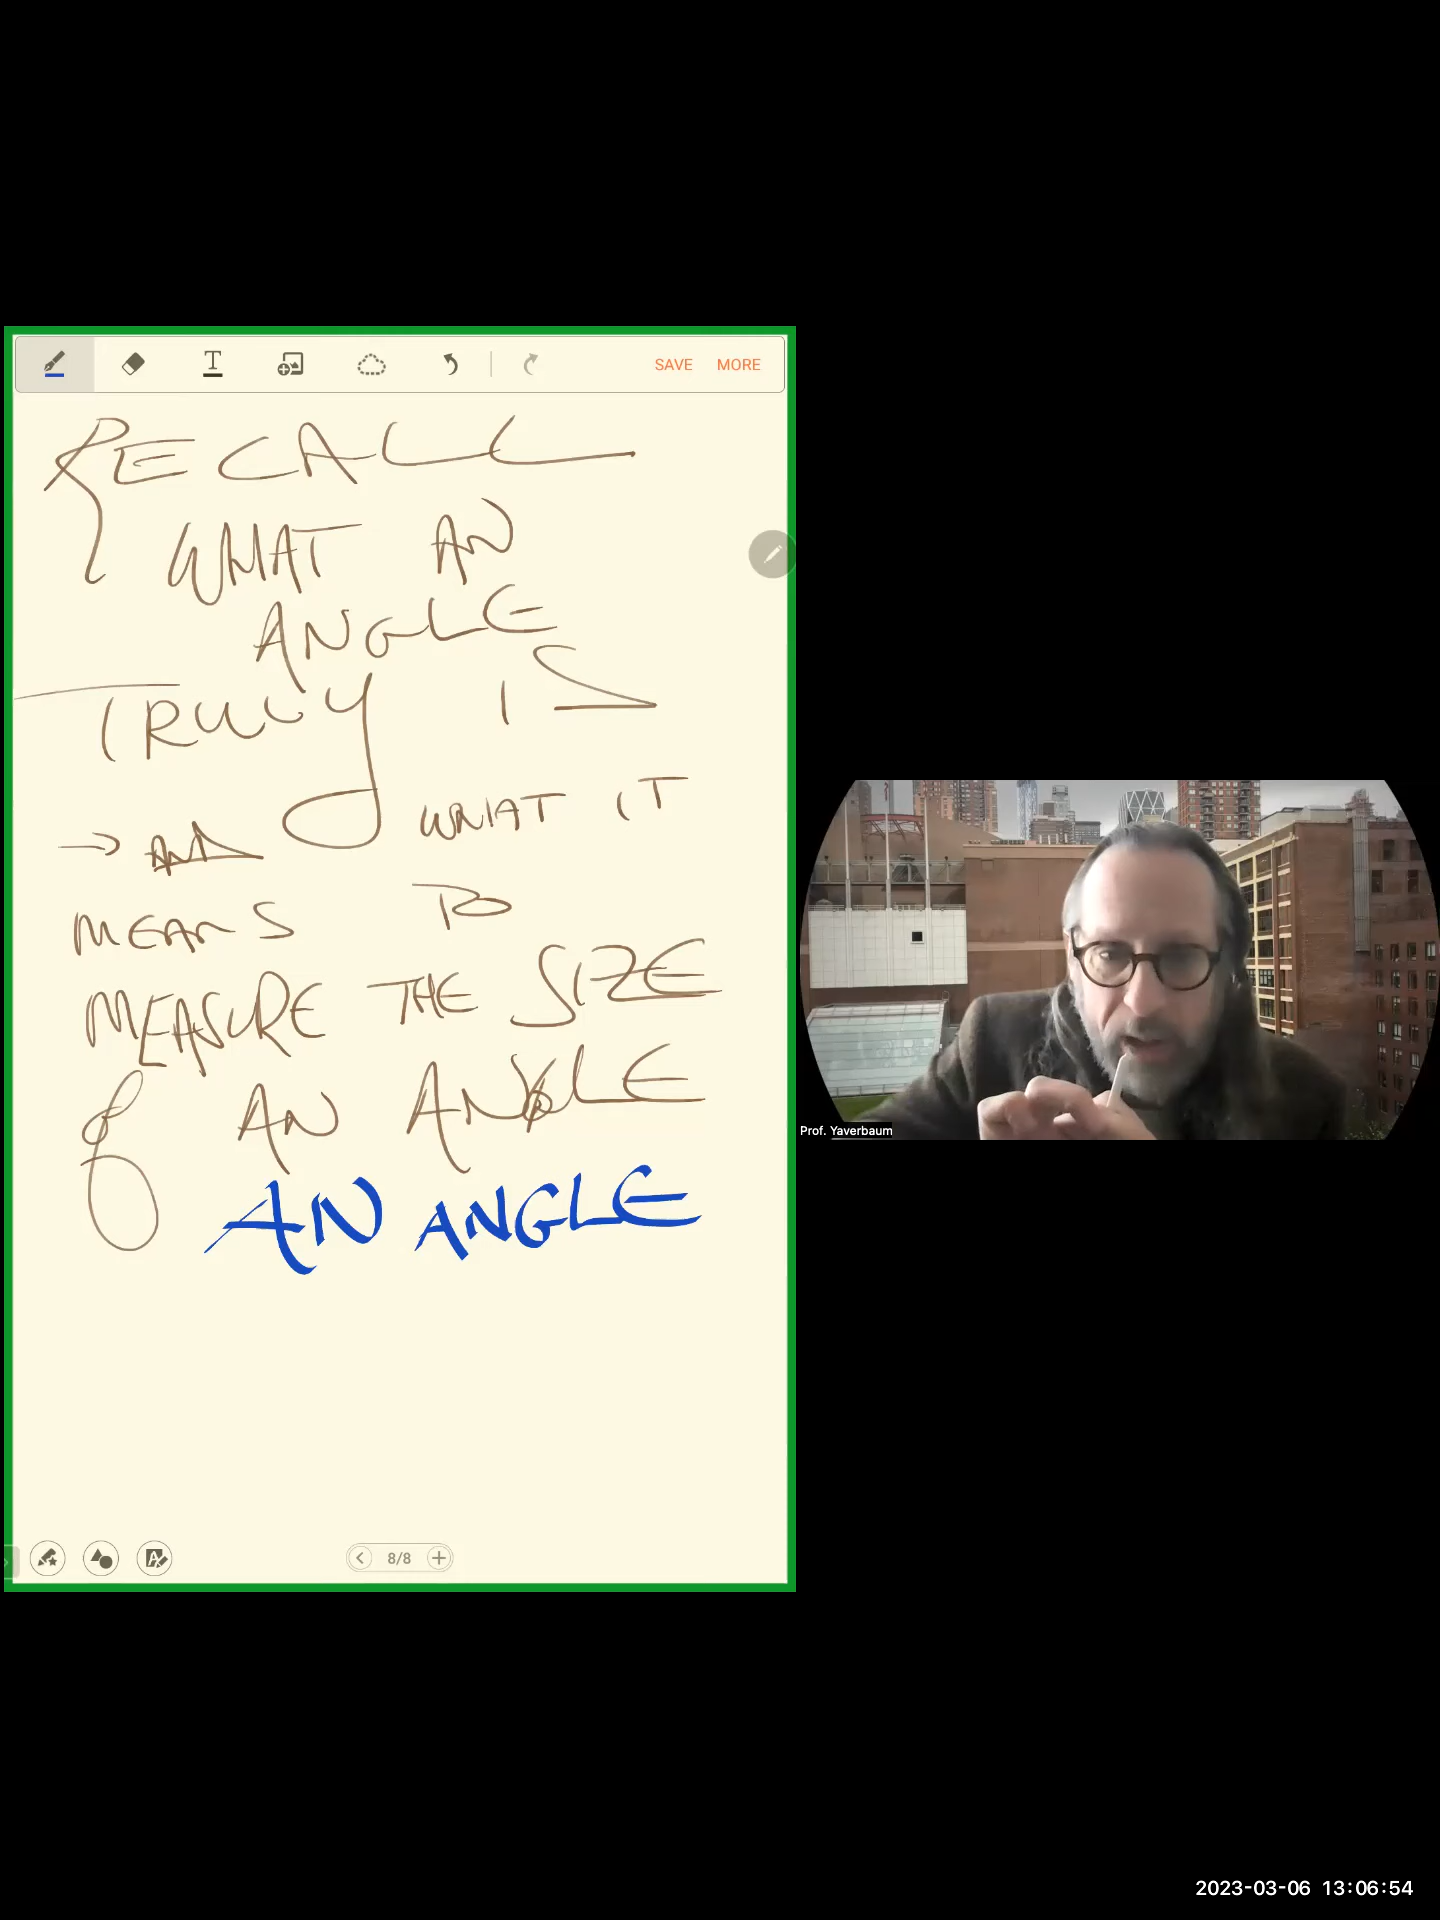 SAVE MORE
RECALL
WHAT AN
ANGLE
TRULY IS
→ AND WHAT IT
MEANS TO
MEASURE THE SIZE
of AN ANGLE
AN ANGLE
8/8
Prof. Yaverbaum
2023-03-06 13:06:54